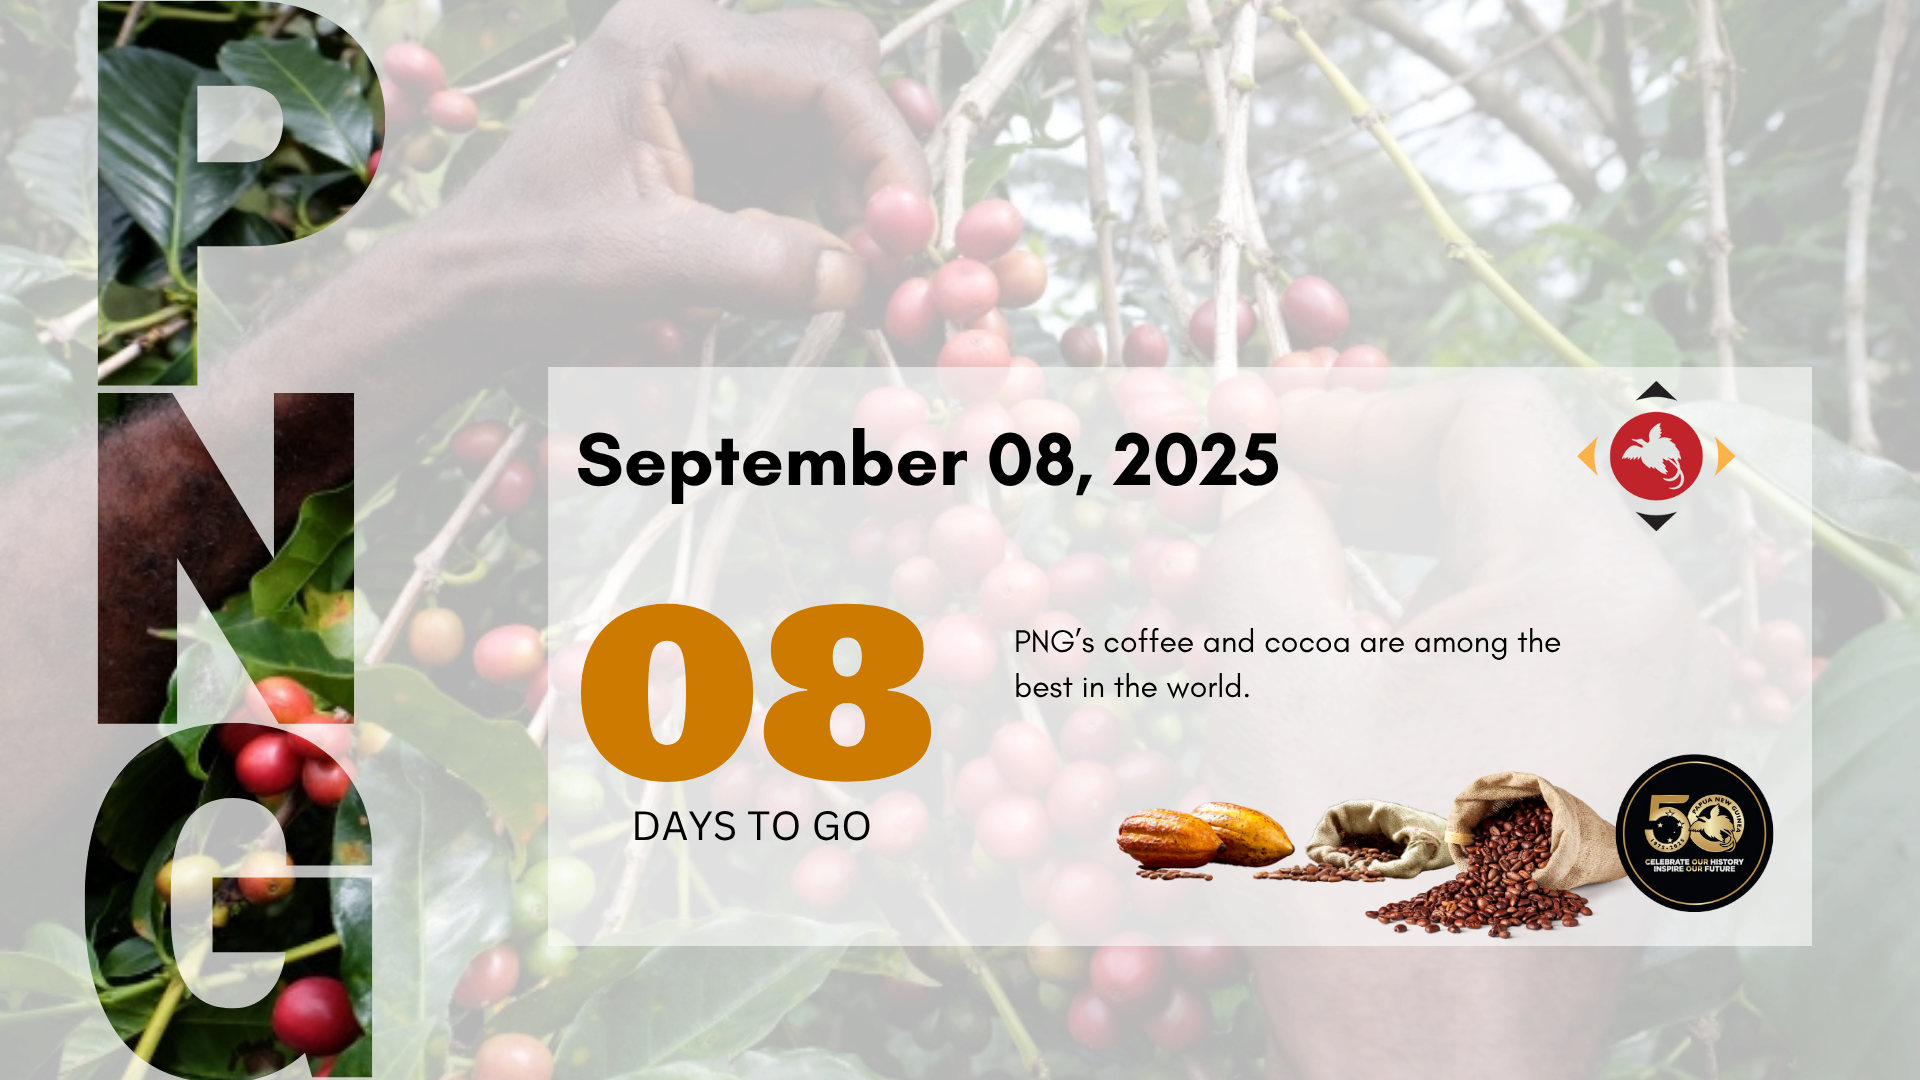 PNG
September 08, 2025
08
DAYS TO GO
PNG’s coffee and cocoa are among the
best in the world.
50
PAPUA NEW GUINEA
1975-2025
CELEBRATE OUR HISTORY
INSPIRE OUR FUTURE